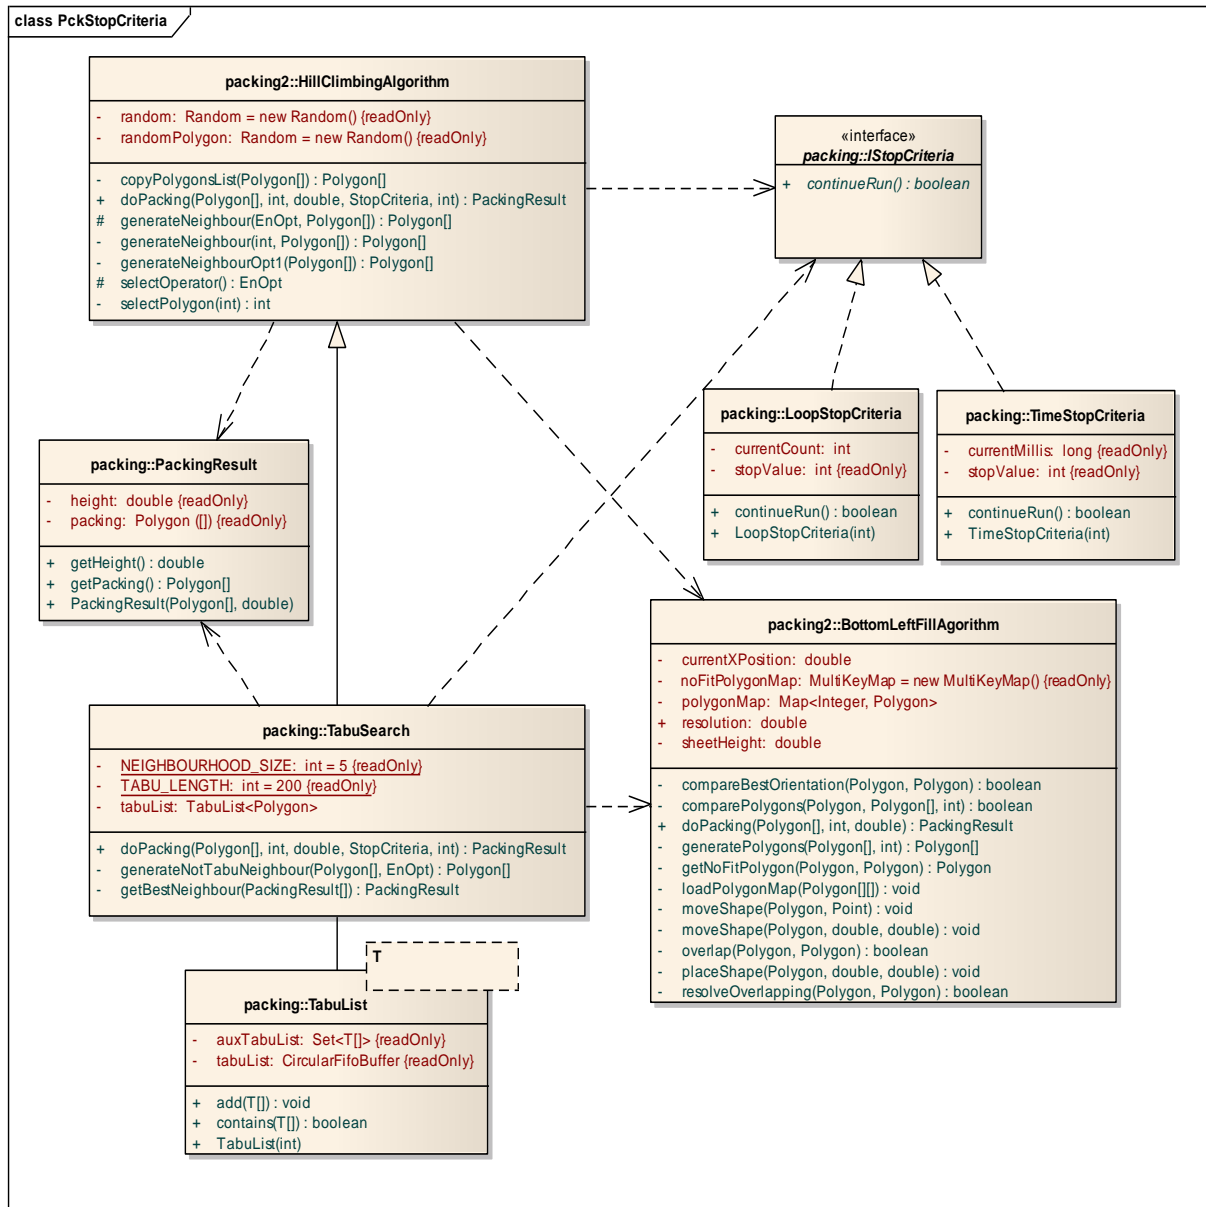 class PckStopCriteria
packing2::HillClimbingAlgorithm
- random: Random = new Random() {readOnly}
- randomPolygon: Random = new Random() {readOnly}
- copyPolygonsList(Polygon[]) : Polygon[]
+ doPacking(Polygon[], int, double, StopCriteria, int) : PackingResult
# generateNeighbour(EnOpt, Polygon[]) : Polygon[]
- generateNeighbour(int, Polygon[]) : Polygon[]
- generateNeighbourOpt1(Polygon[]) : Polygon[]
# selectOperator() : EnOpt
- selectPolygon(int) : int
«interface»
packing::IStopCriteria
+ continueRun() : boolean
packing::LoopStopCriteria
- currentCount: int
- stopValue: int {readOnly}
+ continueRun() : boolean
+ LoopStopCriteria(int)
packing::TimeStopCriteria
- currentMillis: long {readOnly}
- stopValue: int {readOnly}
+ continueRun() : boolean
+ TimeStopCriteria(int)
packing::PackingResult
- height: double {readOnly}
- packing: Polygon ([]) {readOnly}
+ getHeight() : double
+ getPacking() : Polygon[]
+ PackingResult(Polygon[], double)
packing2::BottomLeftFillAgorithm
- currentXPosition: double
- noFitPolygonMap: MultiKeyMap = new MultiKeyMap() {readOnly}
- polygonMap: Map<Integer, Polygon>
+ resolution: double
- sheetHeight: double
- compareBestOrientation(Polygon, Polygon) : boolean
- comparePolygons(Polygon, Polygon[], int) : boolean
+ doPacking(Polygon[], int, double) : PackingResult
- generatePolygons(Polygon[], int) : Polygon[]
- getNoFitPolygon(Polygon, Polygon) : Polygon
- loadPolygonMap(Polygon[][]) : void
- moveShape(Polygon, Point) : void
- moveShape(Polygon, double, double) : void
- overlap(Polygon, Polygon) : boolean
- placeShape(Polygon, double, double) : void
- resolveOverlapping(Polygon, Polygon) : boolean
packing::TabuSearch
- NEIGHBOURHOOD_SIZE: int = 5 {readOnly}
- TABU_LENGTH: int = 200 {readOnly}
- tabuList: TabuList<Polygon>
+ doPacking(Polygon[], int, double, StopCriteria, int) : PackingResult
- generateNotTabuNeighbour(Polygon[], EnOpt) : Polygon[]
- getBestNeighbour(PackingResult[]) : PackingResult
T
packing::TabuList
- auxTabuList: Set<T[]> {readOnly}
- tabuList: CircularFifoBuffer {readOnly}
+ add(T[]) : void
+ contains(T[]) : boolean
+ TabuList(int)